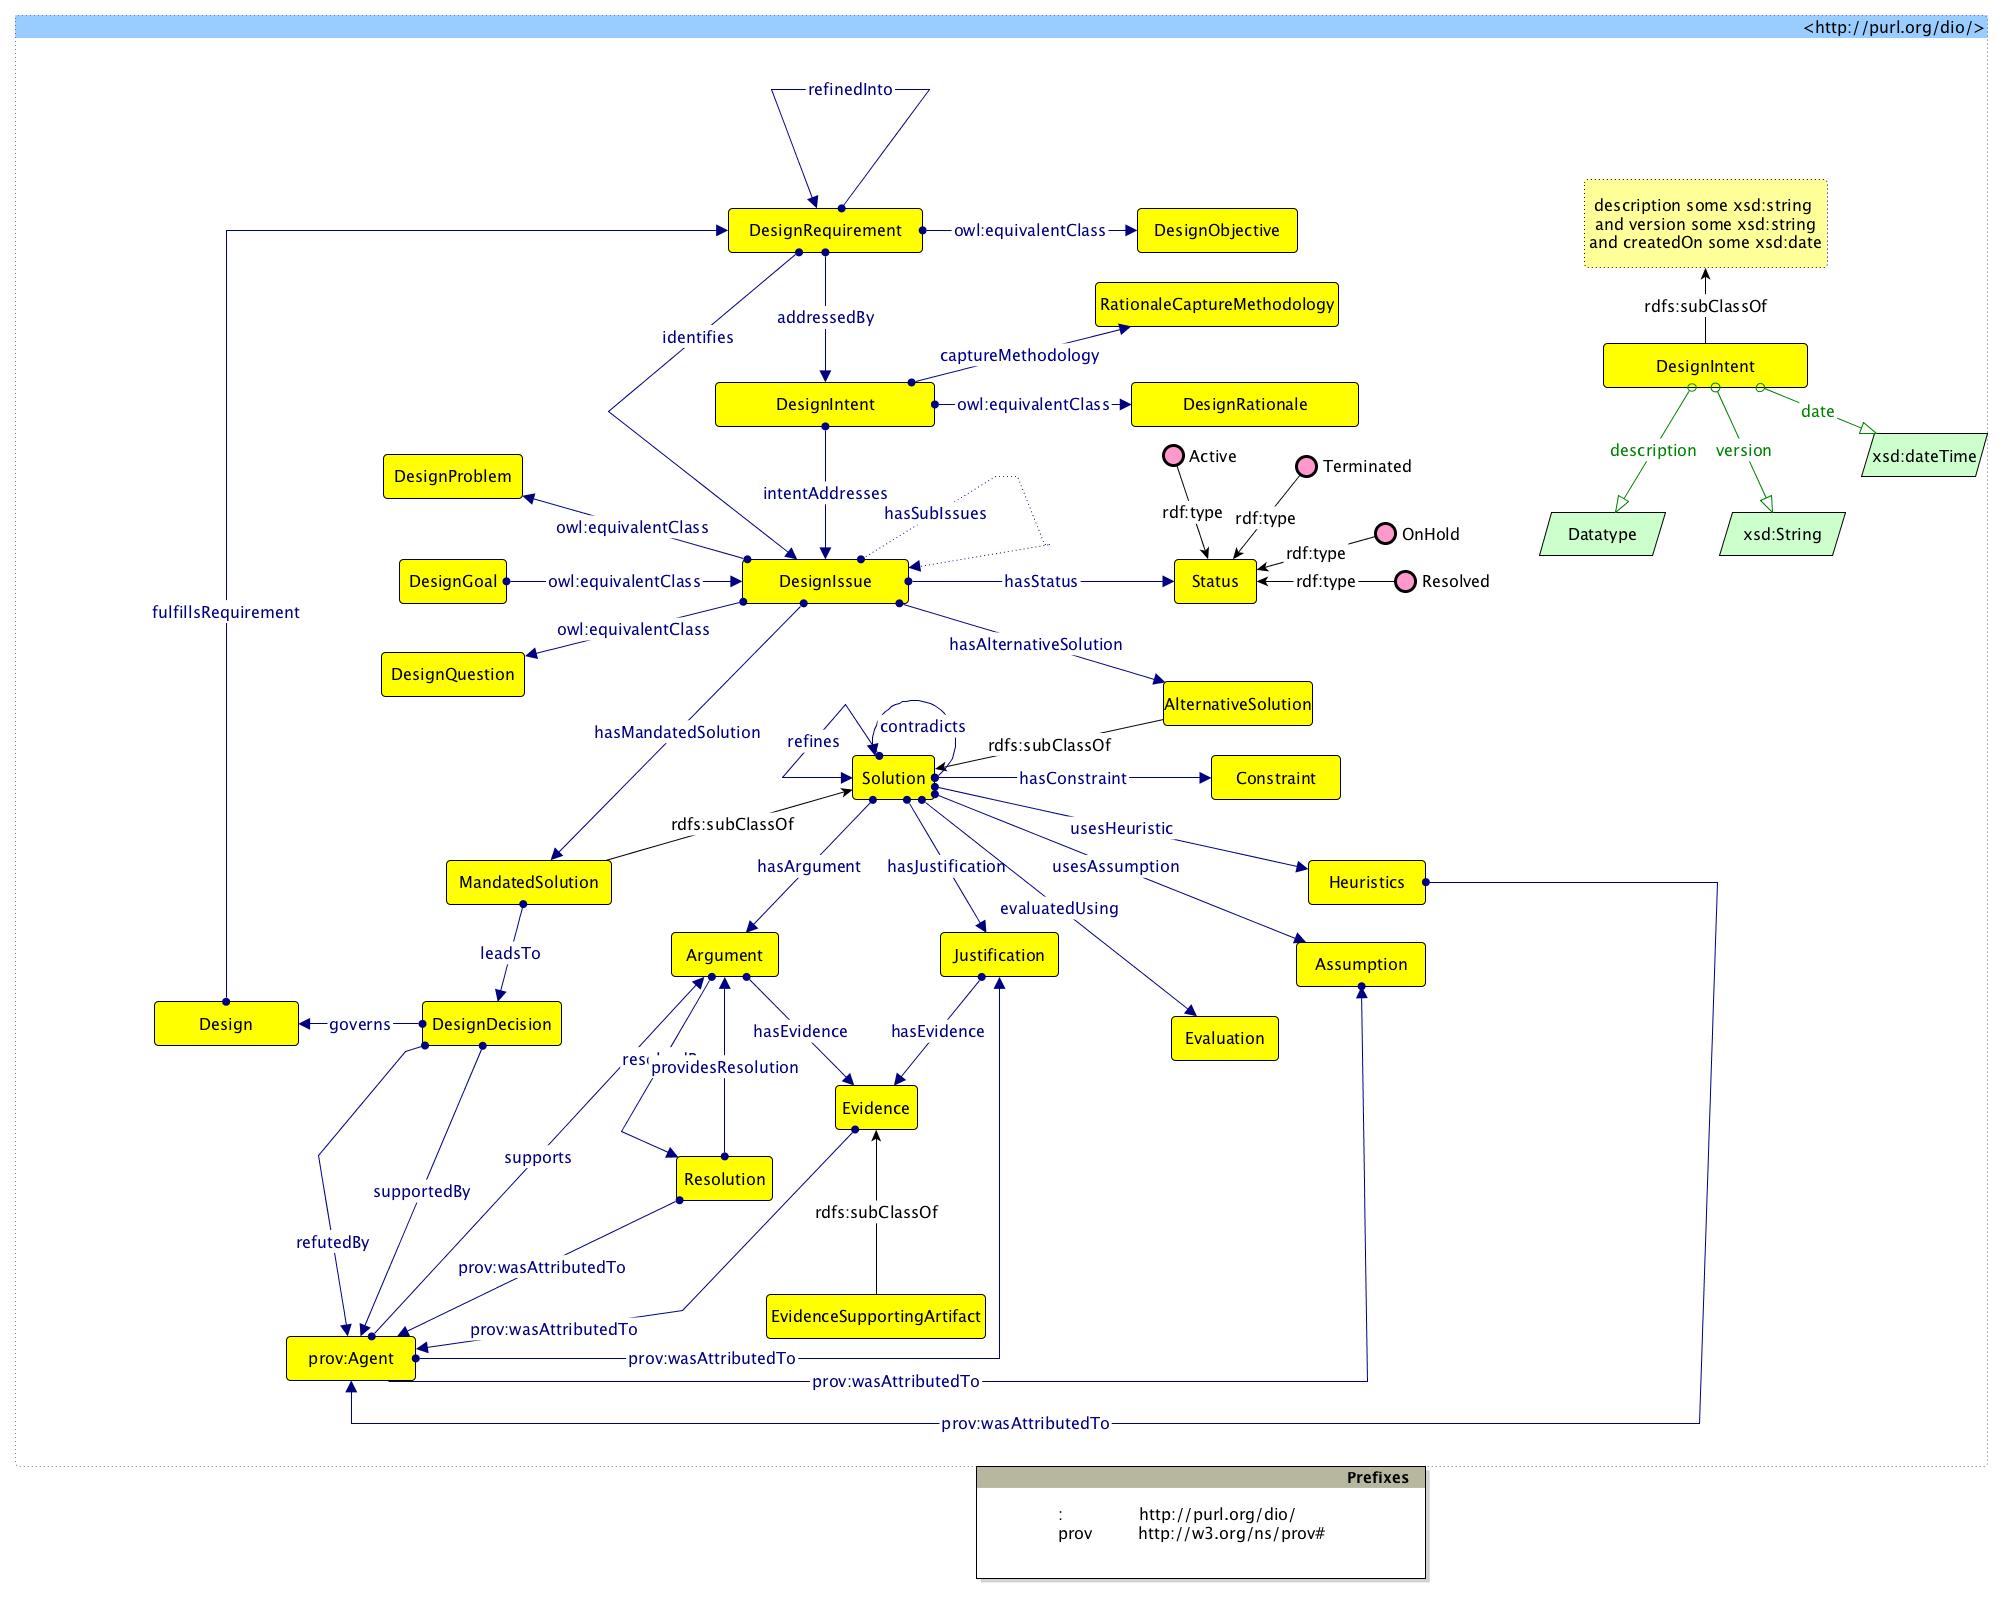 <http://purl.org/dio/>
refinedInto
DesignRequirement
owl:equivalentClass
DesignObjective
description some xsd:string
and version some xsd:string
and createdOn some xsd:date
rdfs:subClassOf
DesignIntent
date
description
version
xsd:dateTime
Datatype
xsd:String
identifies
addressedBy
RationaleCaptureMethodology
captureMethodology
DesignIntent
owl:equivalentClass
DesignRationale
DesignProblem
owl:equivalentClass
intentAddresses
hasSubIssues
Active
Terminated
rdf:type
rdf:type
OnHold
rdf:type
DesignGoal
owl:equivalentClass
DesignIssue
hasStatus
Status
rdf:type
Resolved
fulfillsRequirement
owl:equivalentClass
DesignQuestion
hasAlternativeSolution
AlternativeSolution
hasMandatedSolution
refines
contradicts
rdfs:subClassOf
Solution
hasConstraint
Constraint
rdfs:subClassOf
usesHeuristic
hasArgument
hasJustification
usesAssumption
MandatedSolution
Heuristics
evaluatedUsing
leadsTo
Argument
Justification
Assumption
Design
governs
DesignDecision
hasEvidence
hasEvidence
Evaluation
providesResolution
Evidence
supports
Resolution
supportedBy
rdfs:subClassOf
refutedBy
prov:wasAttributedTo
EvidenceSupportingArtifact
prov:wasAttributedTo
prov:Agent
prov:wasAttributedTo
prov:wasAttributedTo
prov:wasAttributedTo
Prefixes
: http://purl.org/dio/
prov http://w3.org/ns/prov#